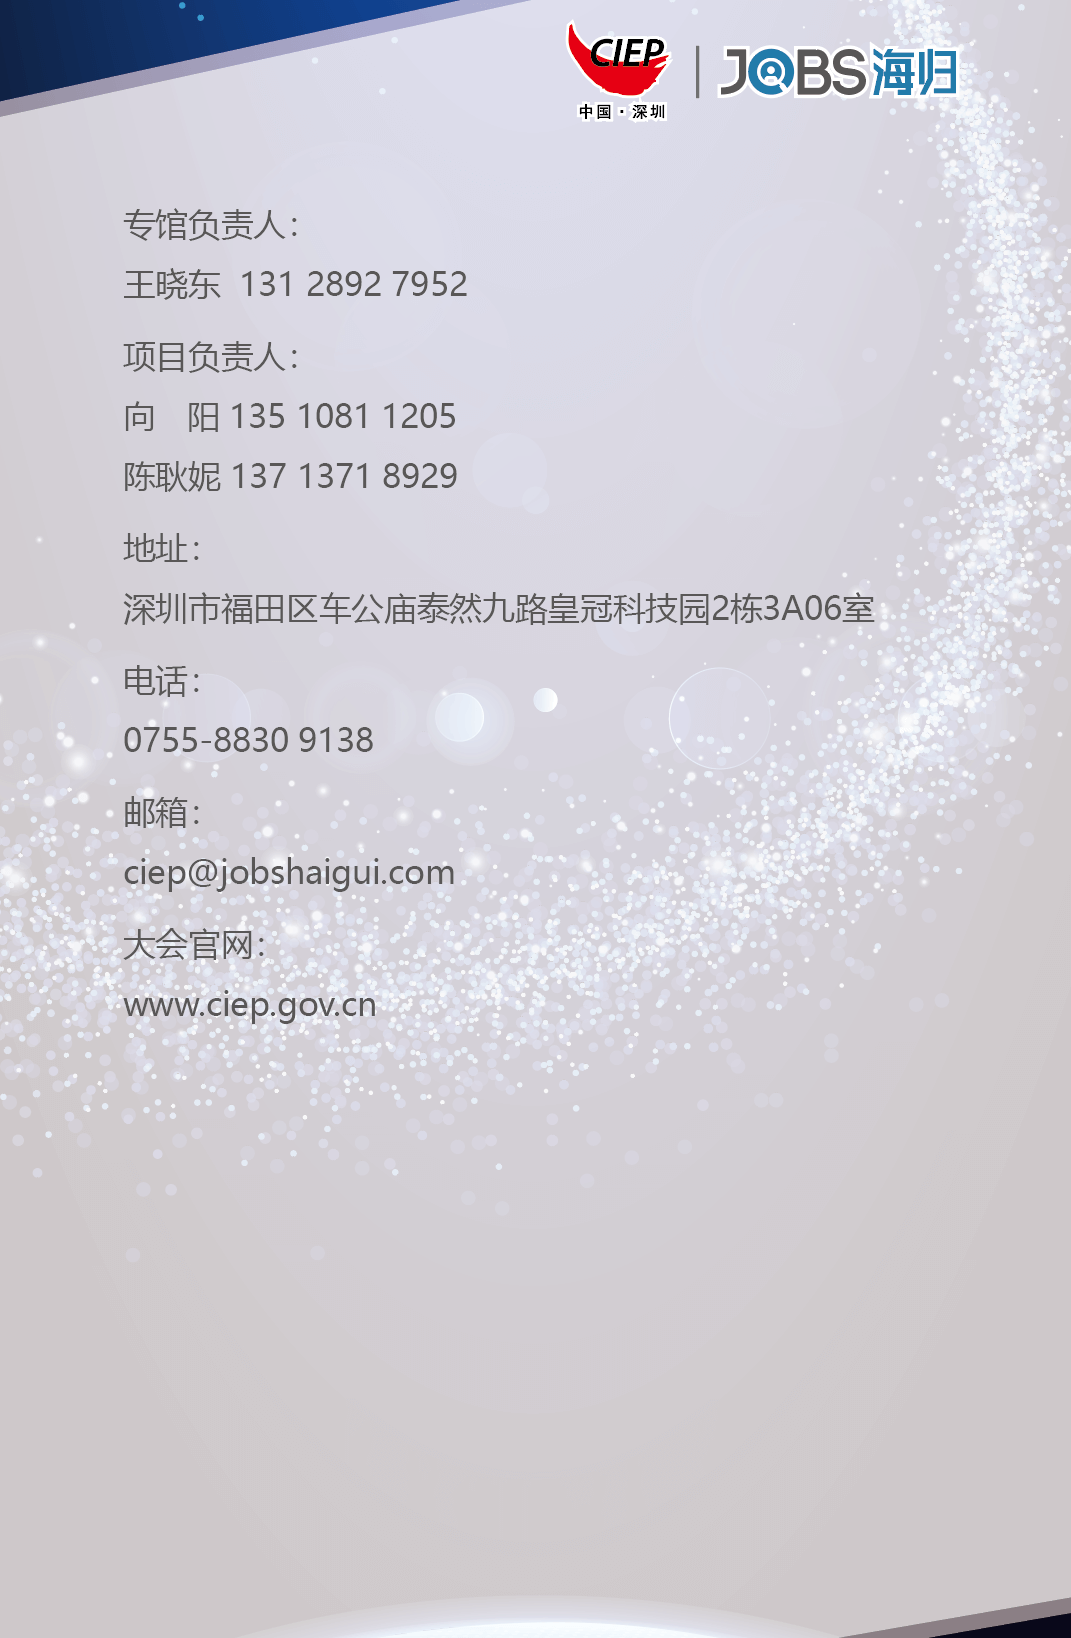 CIEP
中国·深圳
JOBS海归
专馆负责人：
王晓东 131 2892 7952
项目负责人：
向　阳 135 1081 1205
陈耿妮 137 1371 8929
地址：
深圳市福田区车公庙泰然九路皇冠科技园2栋3A06室
电话：
0755-8830 9138
邮箱：
ciep@jobshaigui.com
大会官网：
www.ciep.gov.cn